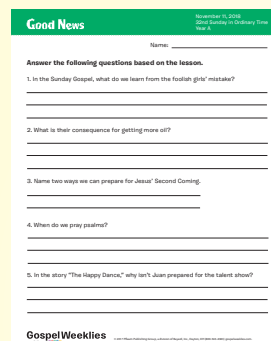 Good News
November 11, 2018
32nd Sunday in Ordinary Time
Year A
Name:
Answer the following questions based on the lesson.
1. In the Sunday Gospel, what do we learn from the foolish girls' mistake?
2. What is their consequence for getting more oil?
3. Name two ways we can prepare for Jesus' Second Coming.
4. When do we pray psalms?
5. In the story "The Happy Dance," why isn't Juan prepared for the talent show?
GospelWeeklies